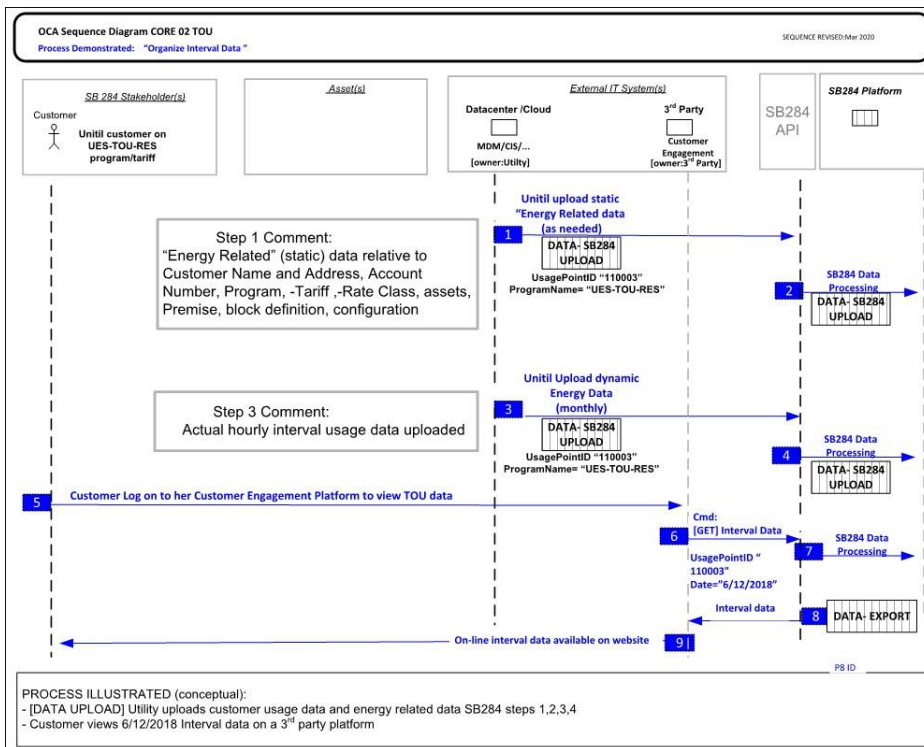 OCA Sequence Diagram CORE 02 TOU
SEQUENCE REVISED:Mar 2020
Process Demonstrated: "Organize Interval Data "
SB 284 Stakeholder(s)
Customer
Unitil customer on
UES-TOU-RES
program/tariff
Asset(s)
External IT System(s)
Datacenter /Cloud
MDM/CIS/...
[owner:Utilty]
3rd Party
Customer
Engagement
[owner:3rd Party]
SB284
API
SB284 Platform
Step 1 Comment:
"Energy Related" (static) data relative to
Customer Name and Address, Account
Number, Program, -Tariff ,-Rate Class, assets,
Premise, block definition, configuration
Unitil upload static
"Energy Related data
(as needed)
1
DATA- SB284
UPLOAD
UsagePointID "110003"
ProgramName= "UES-TOU-RES"
SB284 Data
Processing
2
DATA- SB284
UPLOAD
Step 3 Comment:
Actual hourly interval usage data uploaded
Unitil Upload dynamic
Energy Data
(monthly)
3
DATA- SB284
UPLOAD
UsagePointID "110003"
ProgramName= "UES-TOU-RES"
SB284 Data
Processing
4
DATA- SB284
UPLOAD
5
Customer Log on to her Customer Engagement Platform to view TOU data
6
Cmd:
[GET] Interval Data
UsagePointID "
110003"
Date="6/12/2018"
7
SB284 Data
Processing
Interval data
8
DATA- EXPORT
On-line interval data available on website
9
P8 ID
PROCESS ILLUSTRATED (conceptual):
- [DATA UPLOAD] Utility uploads customer usage data and energy related data SB284 steps 1,2,3,4
- Customer views 6/12/2018 Interval data on a 3rd party platform